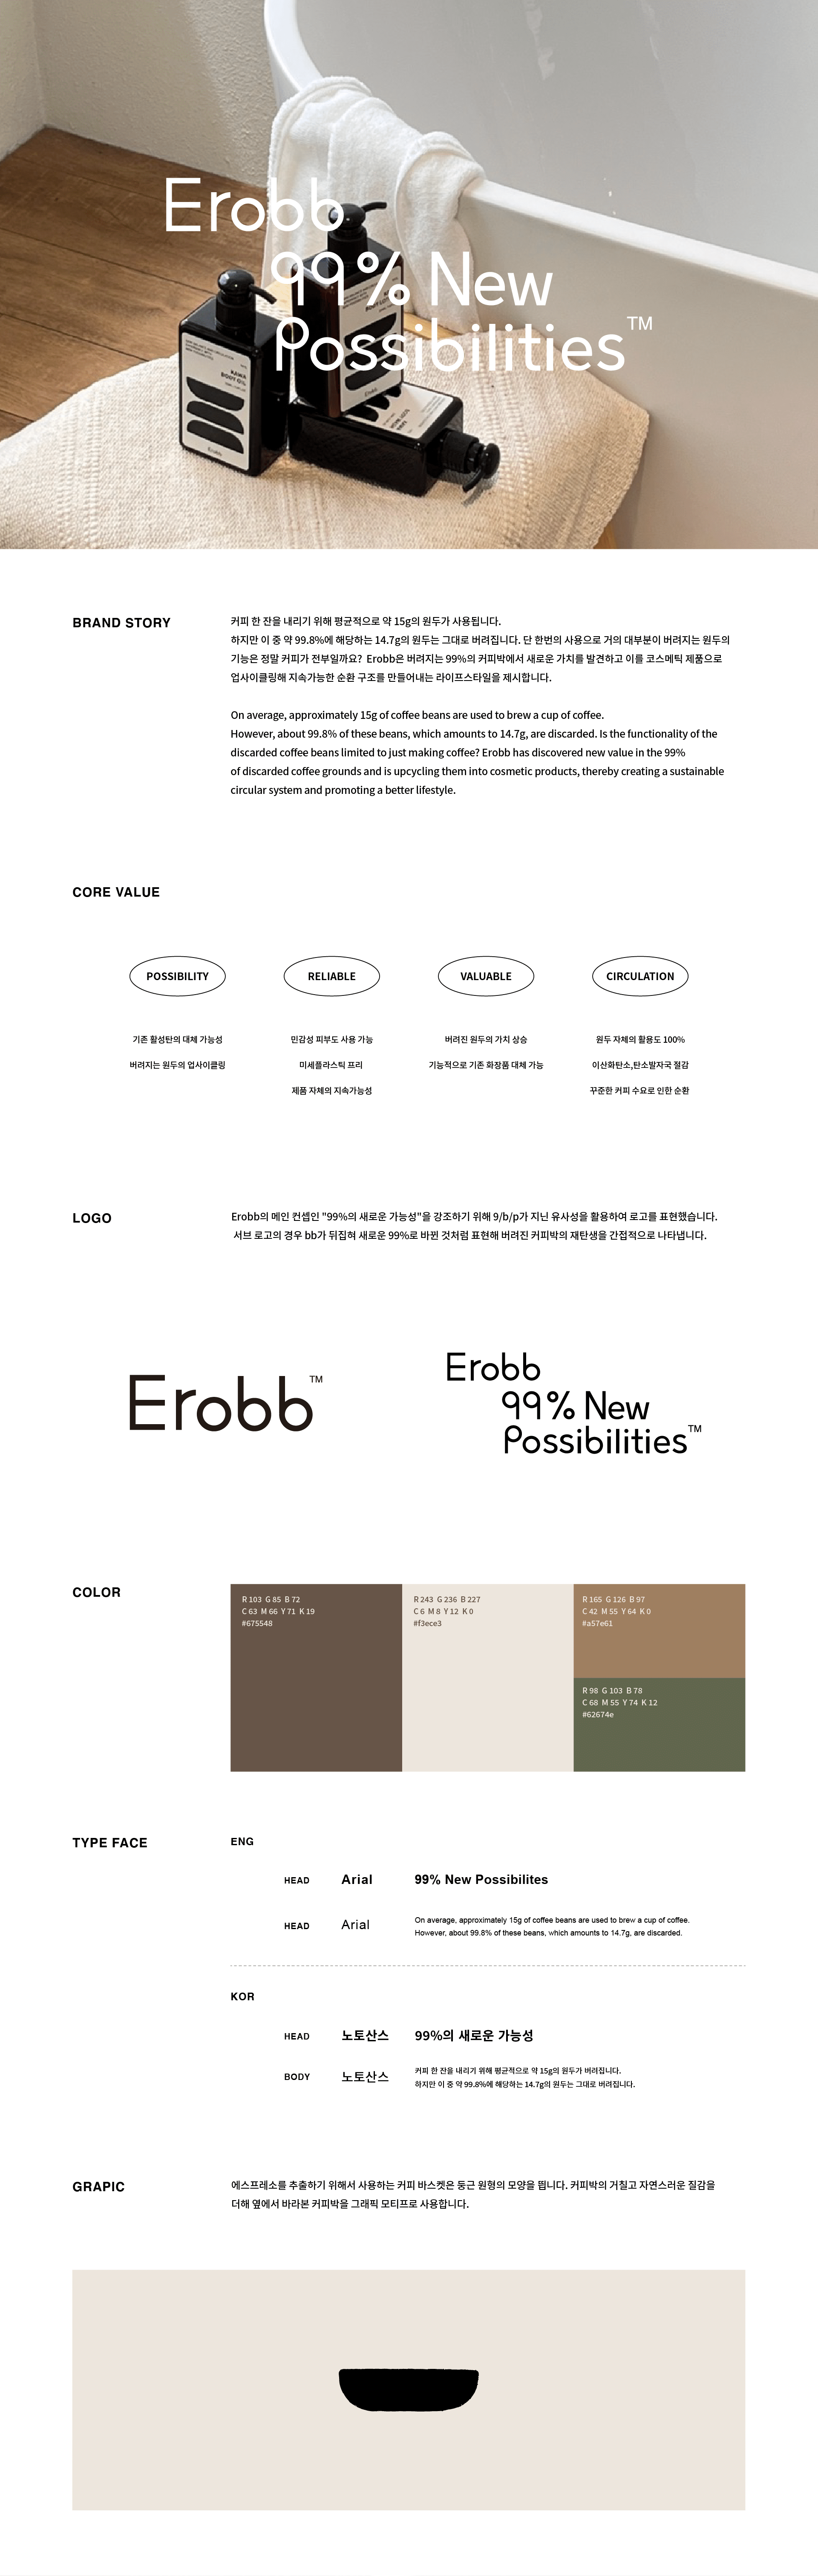 Erobb
99% New
Possibilities™
KAWA
BODY OIL
Erobb
BRAND STORY
커피 한 잔을 내리기 위해 평균적으로 약 15g의 원두가 사용됩니다.
하지만 이 중 약 99.8%에 해당하는 14.7g의 원두는 그대로 버려집니다. 단 한번의 사용으로 거의 대부분이 버려지는 원두의
기능은 정말 커피가 전부일까요? Erobb은 버려지는 99%의 커피박에서 새로운 가치를 발견하고 이를 코스메틱 제품으로
업사이클링해 지속가능한 순환 구조를 만들어내는 라이프스타일을 제시합니다.
On average, approximately 15g of coffee beans are used to brew a cup of coffee.
However, about 99.8% of these beans, which amounts to 14.7g, are discarded. Is the functionality of the
discarded coffee beans limited to just making coffee? Erobb has discovered new value in the 99%
of discarded coffee grounds and is upcycling them into cosmetic products, thereby creating a sustainable
circular system and promoting a better lifestyle.
CORE VALUE
POSSIBILITY
기존 활성탄의 대체 가능성
버려지는 원두의 업사이클링
RELIABLE
민감성 피부도 사용 가능
미세플라스틱 프리
제품 자체의 지속가능성
VALUABLE
버려진 원두의 가치 상승
기능적으로 기존 화장품 대체 가능
CIRCULATION
원두 자체의 활용도 100%
이산화탄소,탄소발자국 절감
꾸준한 커피 수요로 인한 순환
LOGO
Erobb의 메인 컨셉인 "99%의 새로운 가능성"을 강조하기 위해 9/b/p가 지닌 유사성을 활용하여 로고를 표현했습니다.
서브 로고의 경우 bb가 뒤집혀 새로운 99%로 바뀐 것처럼 표현해 버려진 커피박의 재탄생을 간접적으로 나타냅니다.
Erobb™
Erobb
99% New
Possibilities™
COLOR
R 103 G 85 B 72
C 63 M 66 Y 71 K 19
#675548
R 243 G 236 B 227
C 6 M 8 Y 12 K 0
#f3ece3
R 165 G 126 B 97
C 42 M 55 Y 64 K 0
#a57e61
R 98 G 103 B 78
C 68 M 55 Y 74 K 12
#62674e
TYPE FACE
ENG
HEAD Arial 99% New Possibilites
HEAD Arial On average, approximately 15g of coffee beans are used to brew a cup of coffee.
However, about 99.8% of these beans, which amounts to 14.7g, are discarded.
KOR
HEAD 노토산스 99%의 새로운 가능성
BODY 노토산스 커피 한 잔을 내리기 위해 평균적으로 약 15g의 원두가 버려집니다.
하지만 이 중 약 99.8%에 해당하는 14.7g의 원두는 그대로 버려집니다.
GRAPIC
에스프레소를 추출하기 위해서 사용하는 커피 바스켓은 둥근 원형의 모양을 띕니다. 커피박의 거칠고 자연스러운 질감을
더해 옆에서 바라본 커피박을 그래픽 모티프로 사용합니다.